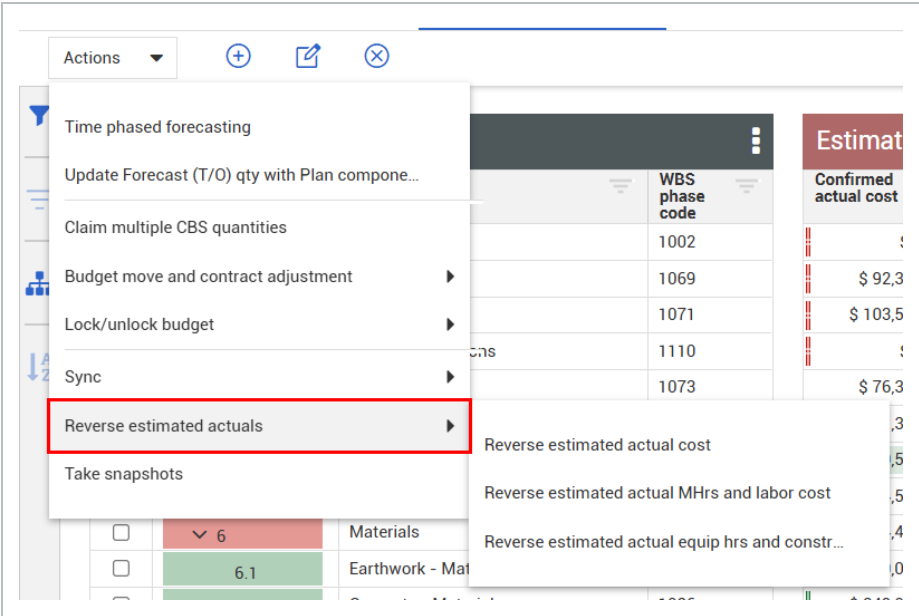 Actions
Time phased forecasting
Update Forecast (T/O) qty with Plan compone...
Claim multiple CBS quantities
Budget move and contract adjustment
Lock/unlock budget
Sync
Reverse estimated actuals
Take snapshots
Reverse estimated actual cost
Reverse estimated actual MHrs and labor cost
Reverse estimated actual equip hrs and constr...
Estimat
WBS
phase
code
Confirmed
actual cost
1002
1069
$ 92,3
1071
$ 103,5
1110
1073
$ 76,3
6
Materials
6.1
Earthwork - Mat